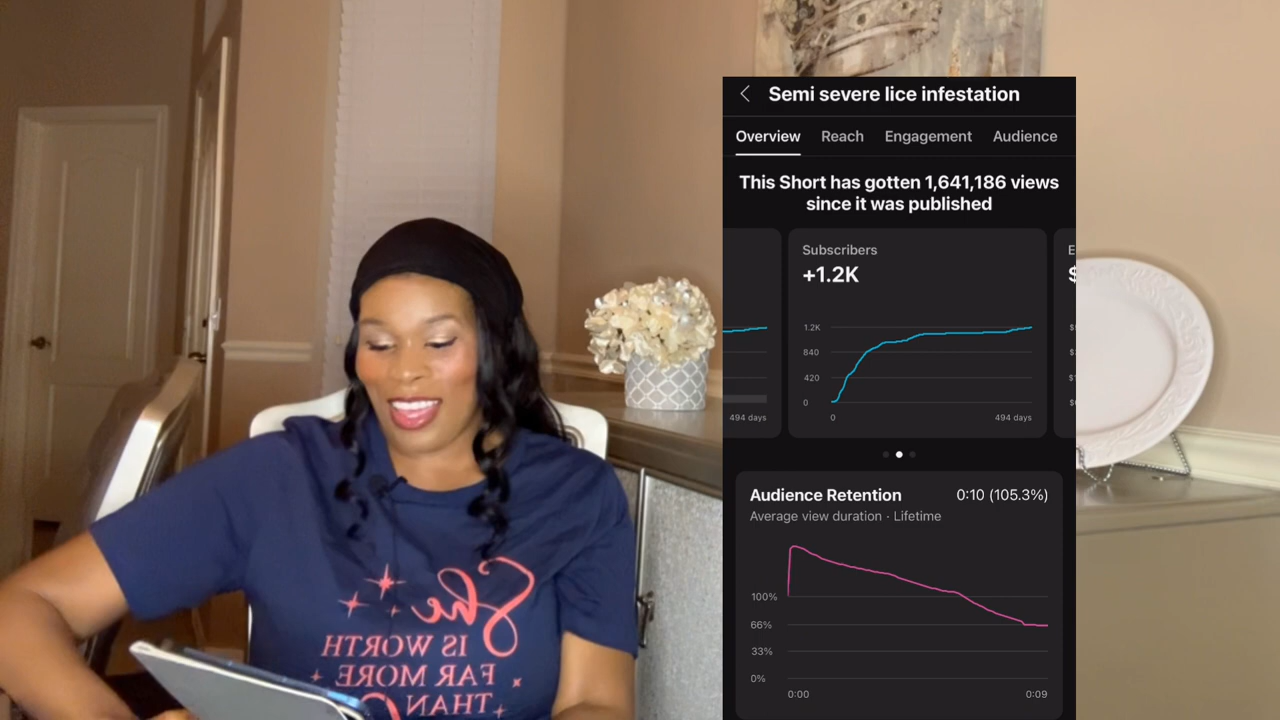 Semi severe lice infestation
Overview Reach Engagement Audience
This Short has gotten 1,641,186 views
since it was published
Subscribers
+1.2K
1.2K
840
420
0
0 494 days
494 days
E
$
Audience Retention 0:10 (105.3%)
Average view duration · Lifetime
100%
66%
33%
0%
0:00 0:09
She
IS WORTH
FAR MORE
THAN